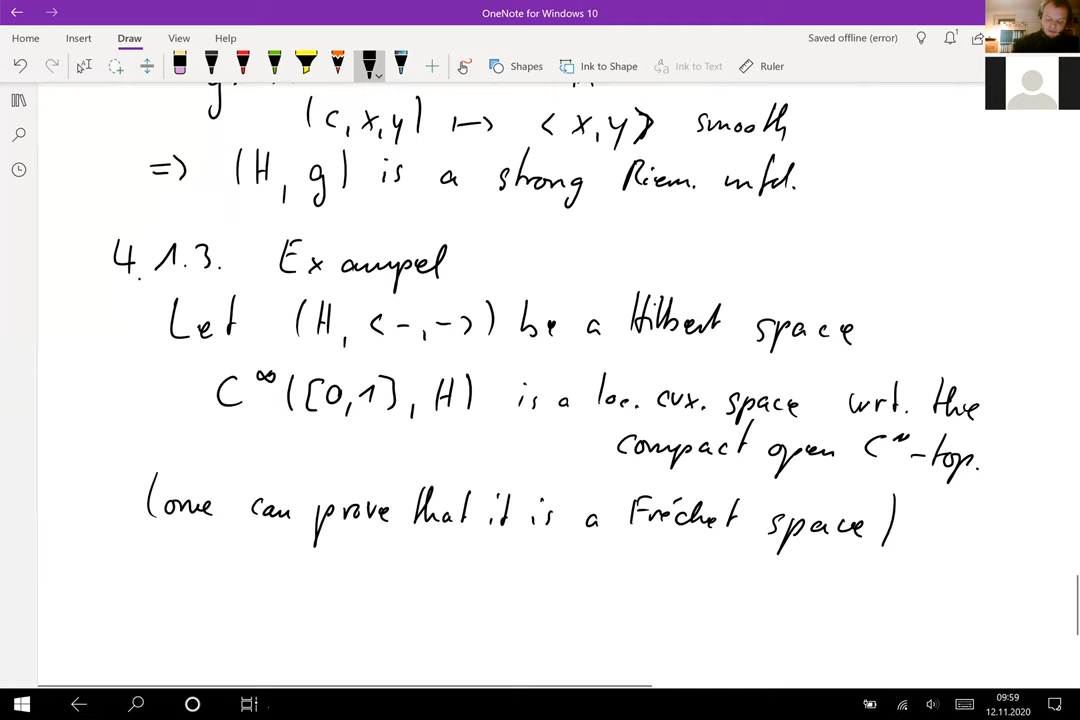 OneNote for Windows 10
Home Insert Draw View Help
Saved offline (error)
Shapes Ink to Shape Ink to Text Ruler
(c, x, y) ↦ <x, y> smooth
=> (H, g) is a strong Riem. mfd.
4.1.3. Exampel
Let (H, <-,->) be a Hilbert space
C^∞([0,1], H) is a loc. cvx. space wrt. the
compact open C^∞-top.
(one can prove that it is a Fréchet space)
09:59
12.11.2020